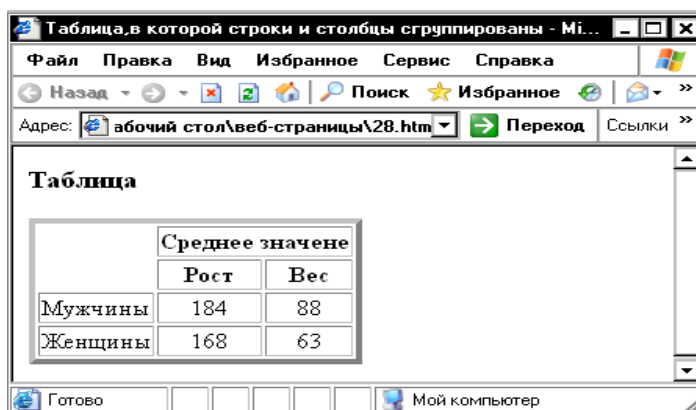 Таблица,в которой строки и столбцы сгруппированы - Mi...
Файл Правка Вид Избранное Сервис Справка
Назад Поиск Избранное »
Адрес: абочий стол\веб-страницы\28.htm Переход Ссылки »
Таблица
Среднее значене
Рост Вес
Мужчины 184 88
Женщины 168 63
Готово Мой компьютер